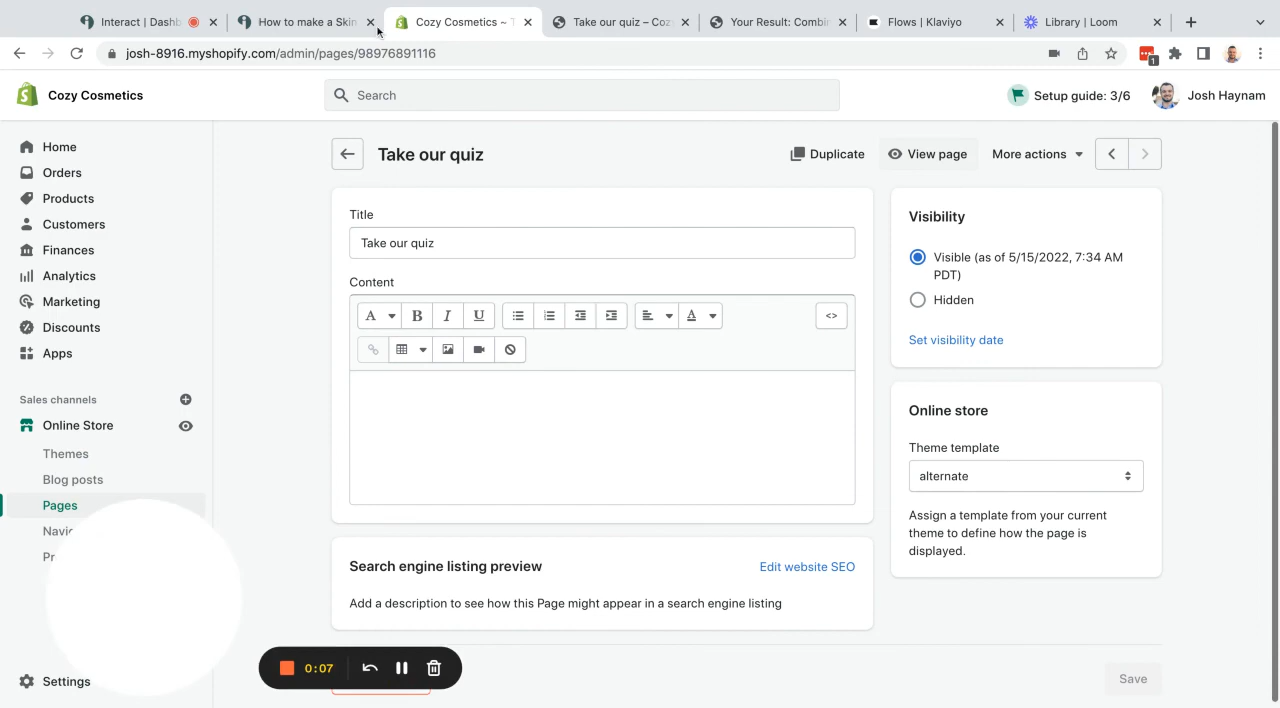 Interact | Dashb
How to make a Skin
Cozy Cosmetics ~ T
Take our quiz – Coz
Your Result: Combin
Flows | Klaviyo
Library | Loom
josh-8916.myshopify.com/admin/pages/98976891116
1
Cozy Cosmetics
Search
Setup guide: 3/6
Josh Haynam
Home
Orders
Products
Customers
Finances
Analytics
Marketing
Discounts
Apps
Sales channels
Online Store
Themes
Blog posts
Pages
Navig
Pr
Settings
Take our quiz
Duplicate
View page
More actions
Title
Take our quiz
Content
A
B
I
U
A
<>
Search engine listing preview
Edit website SEO
Add a description to see how this Page might appear in a search engine listing
Visibility
Visible (as of 5/15/2022, 7:34 AM
PDT)
Hidden
Set visibility date
Online store
Theme template
alternate
Assign a template from your current
theme to define how the page is
displayed.
0:07
Save